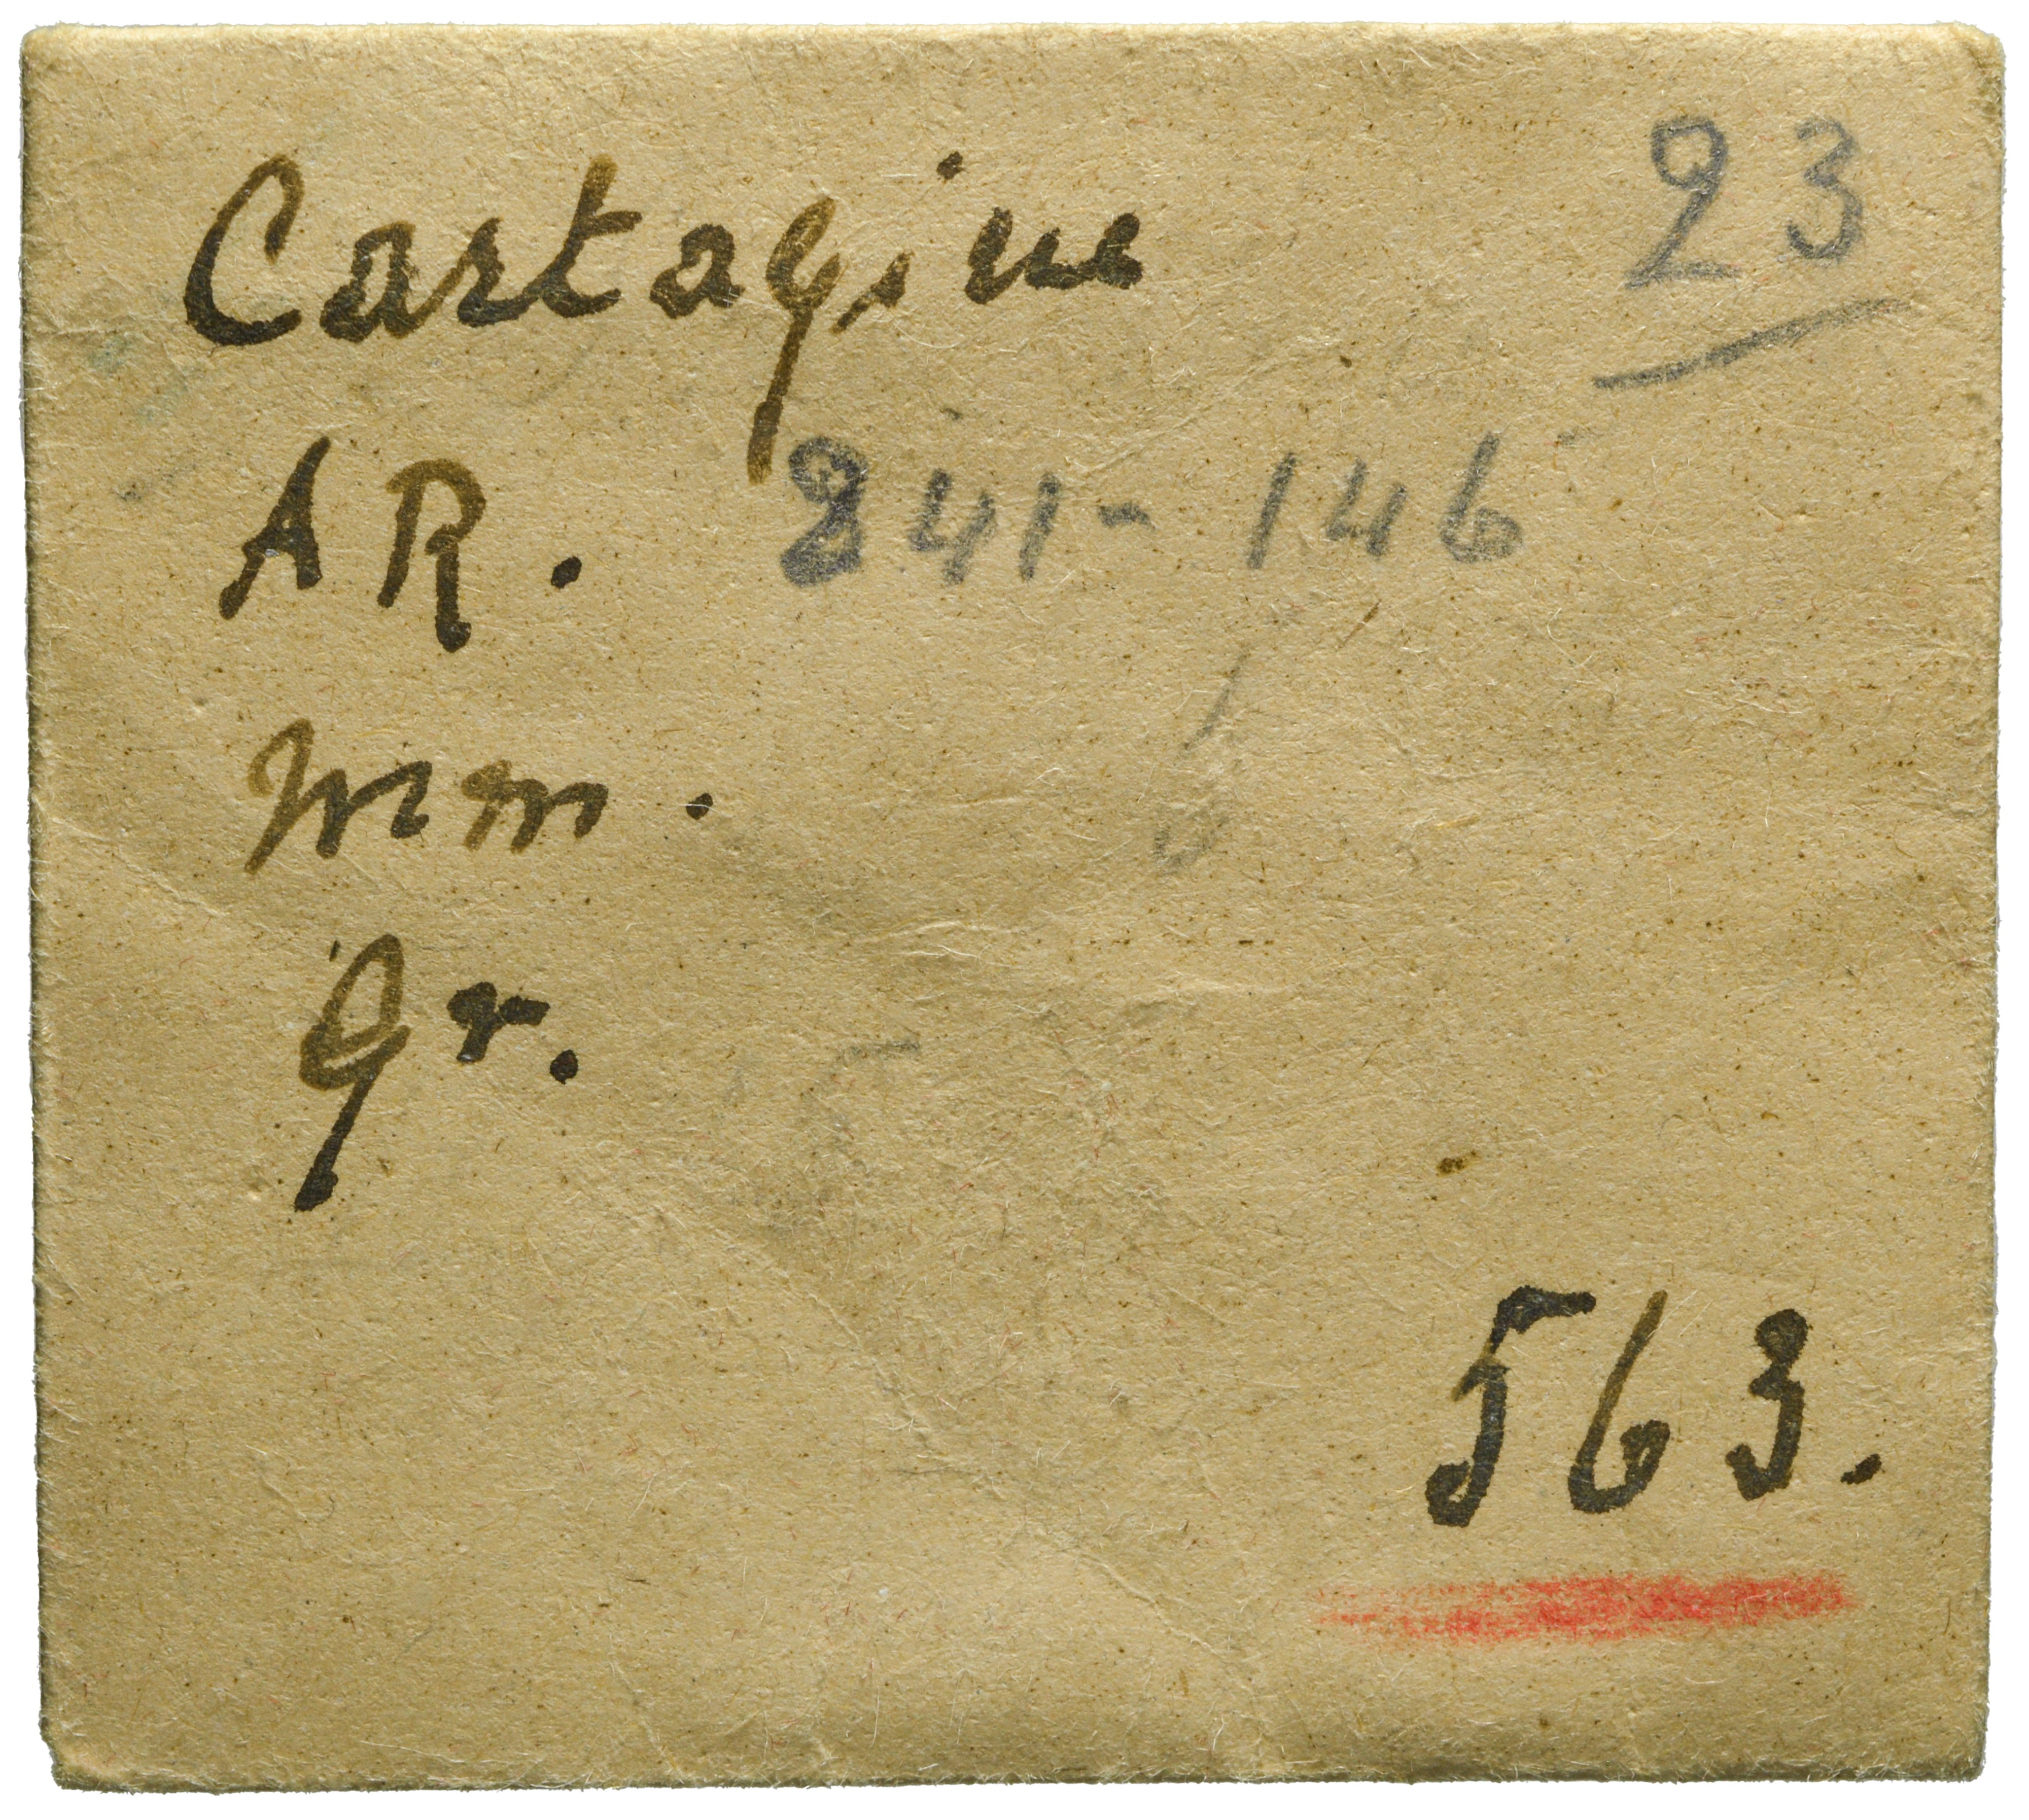 Cartagine
23
AR. 241-146
mm.
gr.
563.